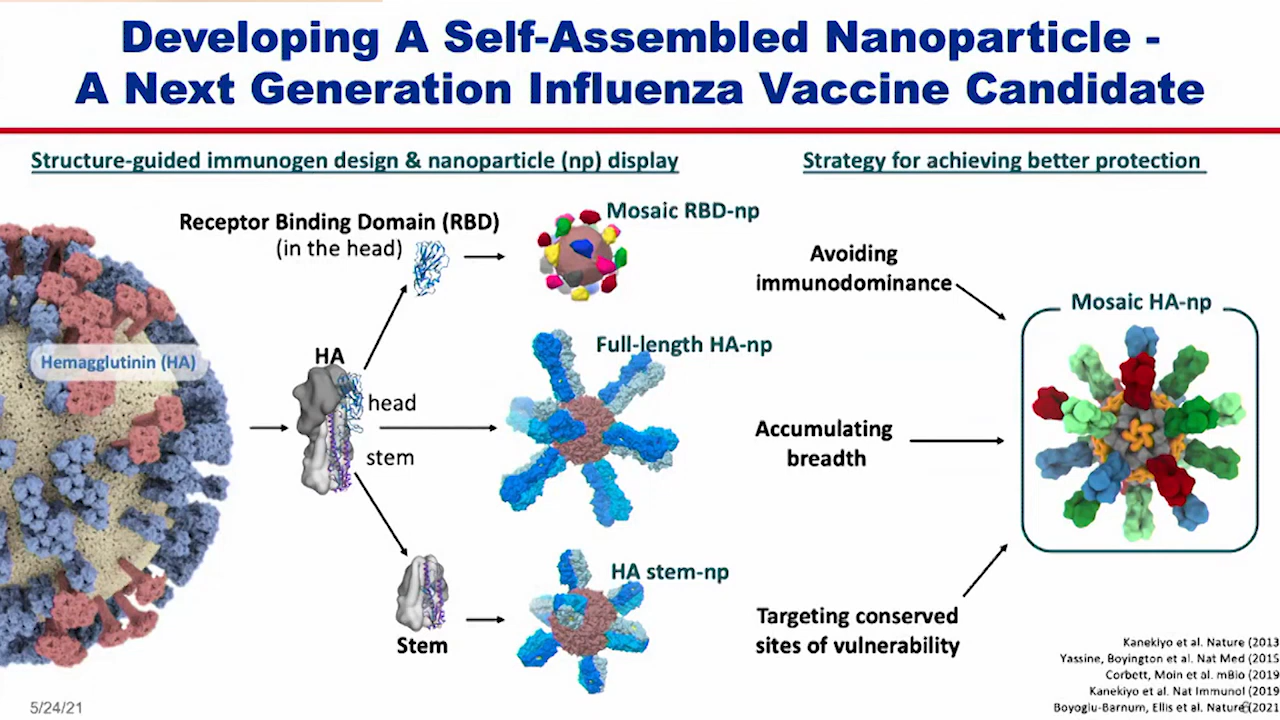 Developing A Self-Assembled Nanoparticle -
A Next Generation Influenza Vaccine Candidate
Structure-guided immunogen design & nanoparticle (np) display
Strategy for achieving better protection
Receptor Binding Domain (RBD)
(in the head)
Mosaic RBD-np
Hemagglutinin (HA)
HA
head
stem
Full-length HA-np
Stem
HA stem-np
Avoiding
immunodominance
Accumulating
breadth
Targeting conserved
sites of vulnerability
Mosaic HA-np
Kanekiyo et al. Nature (2013
Yassine, Boyington et al. Nat Med (2015
Corbett, Moin et al. mBio (2019
Kanekiyo et al. Nat Immunol (2019
Boyoglu-Barnum, Ellis et al. Nature (2021
5/24/21